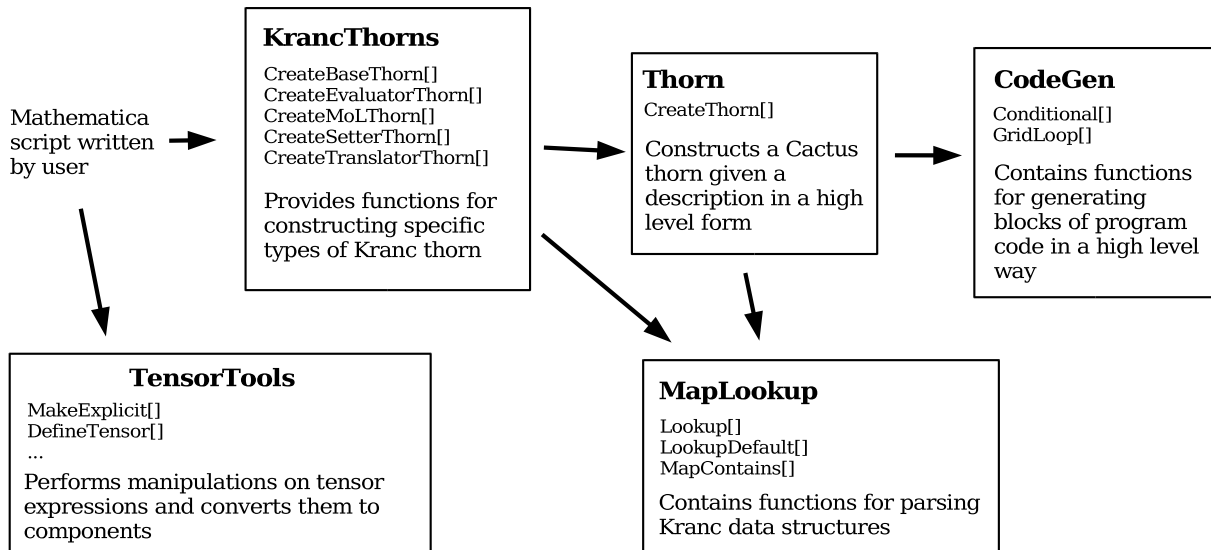 Mathematica
script written
by user
KrancThorns
CreateBaseThorn[]
CreateEvaluatorThorn[]
CreateMoLThorn[]
CreateSetterThorn[]
CreateTranslatorThorn[]
Provides functions for
constructing specific
types of Kranc thorn
Thorn
CreateThorn[]
Constructs a Cactus
thorn given a
description in a high
level form
CodeGen
Conditional[]
GridLoop[]
Contains functions
for generating
blocks of program
code in a high level
way
TensorTools
MakeExplicit[]
DefineTensor[]
...
Performs manipulations on tensor
expressions and converts them to
components
MapLookup
Lookup[]
LookupDefault[]
MapContains[]
Contains functions for parsing
Kranc data structures